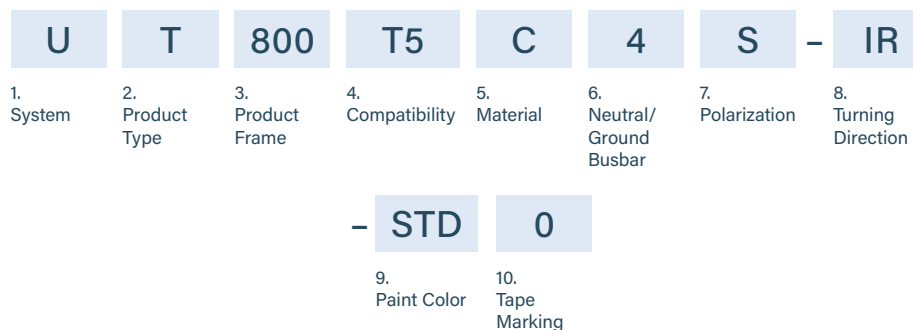 U T 800 T5 C 4 S – IR
1. 2. 3. 4. 5. 6. 7. 8.
System Product Product Compatibility Material Neutral/ Polarization Turning
Type Frame Ground Direction
Busbar
– STD 0
9. 10.
Paint Color Tape
Marking